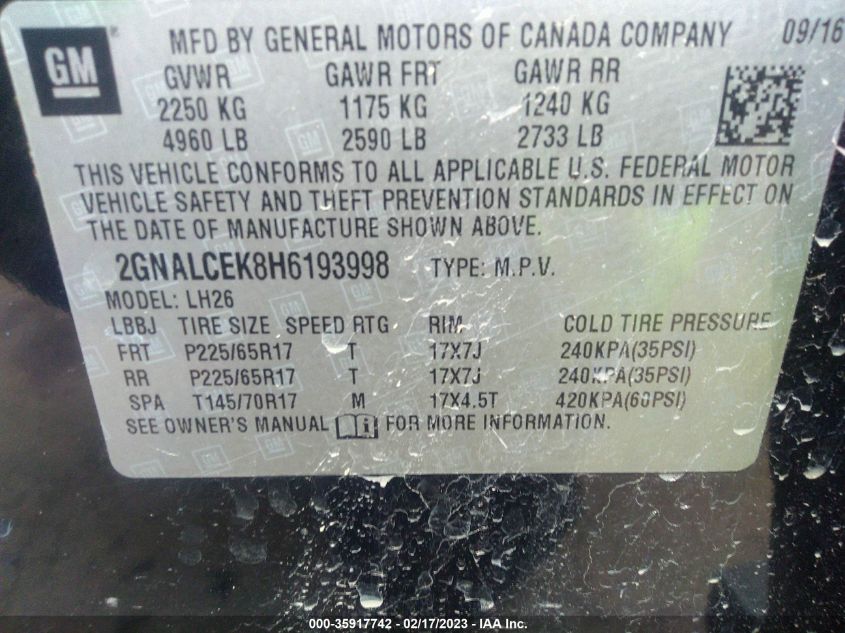 GM
MFD BY GENERAL MOTORS OF CANADA COMPANY 09/16
GVWR GAWR FRT GAWR RR
2250 KG 1175 KG 1240 KG
4960 LB 2590 LB 2733 LB
THIS VEHICLE CONFORMS TO ALL APPLICABLE U.S. FEDERAL MOTOR
VEHICLE SAFETY AND THEFT PREVENTION STANDARDS IN EFFECT ON
THE DATE OF MANUFACTURE SHOWN ABOVE.
2GNALCEK8H6193998 TYPE: M.P.V.
MODEL: LH26
LBBJ TIRE SIZE SPEED RTG RIM COLD TIRE PRESSURE
FRT P225/65R17 T 17X7J 240KPA(35PSI)
RR P225/65R17 T 17X7J 240KPA(35PSI)
SPA T145/70R17 M 17X4.5T 420KPA(60PSI)
SEE OWNER'S MANUAL i FOR MORE INFORMATION.
000-35917742 / 02/17/2023 / IAA Inc.